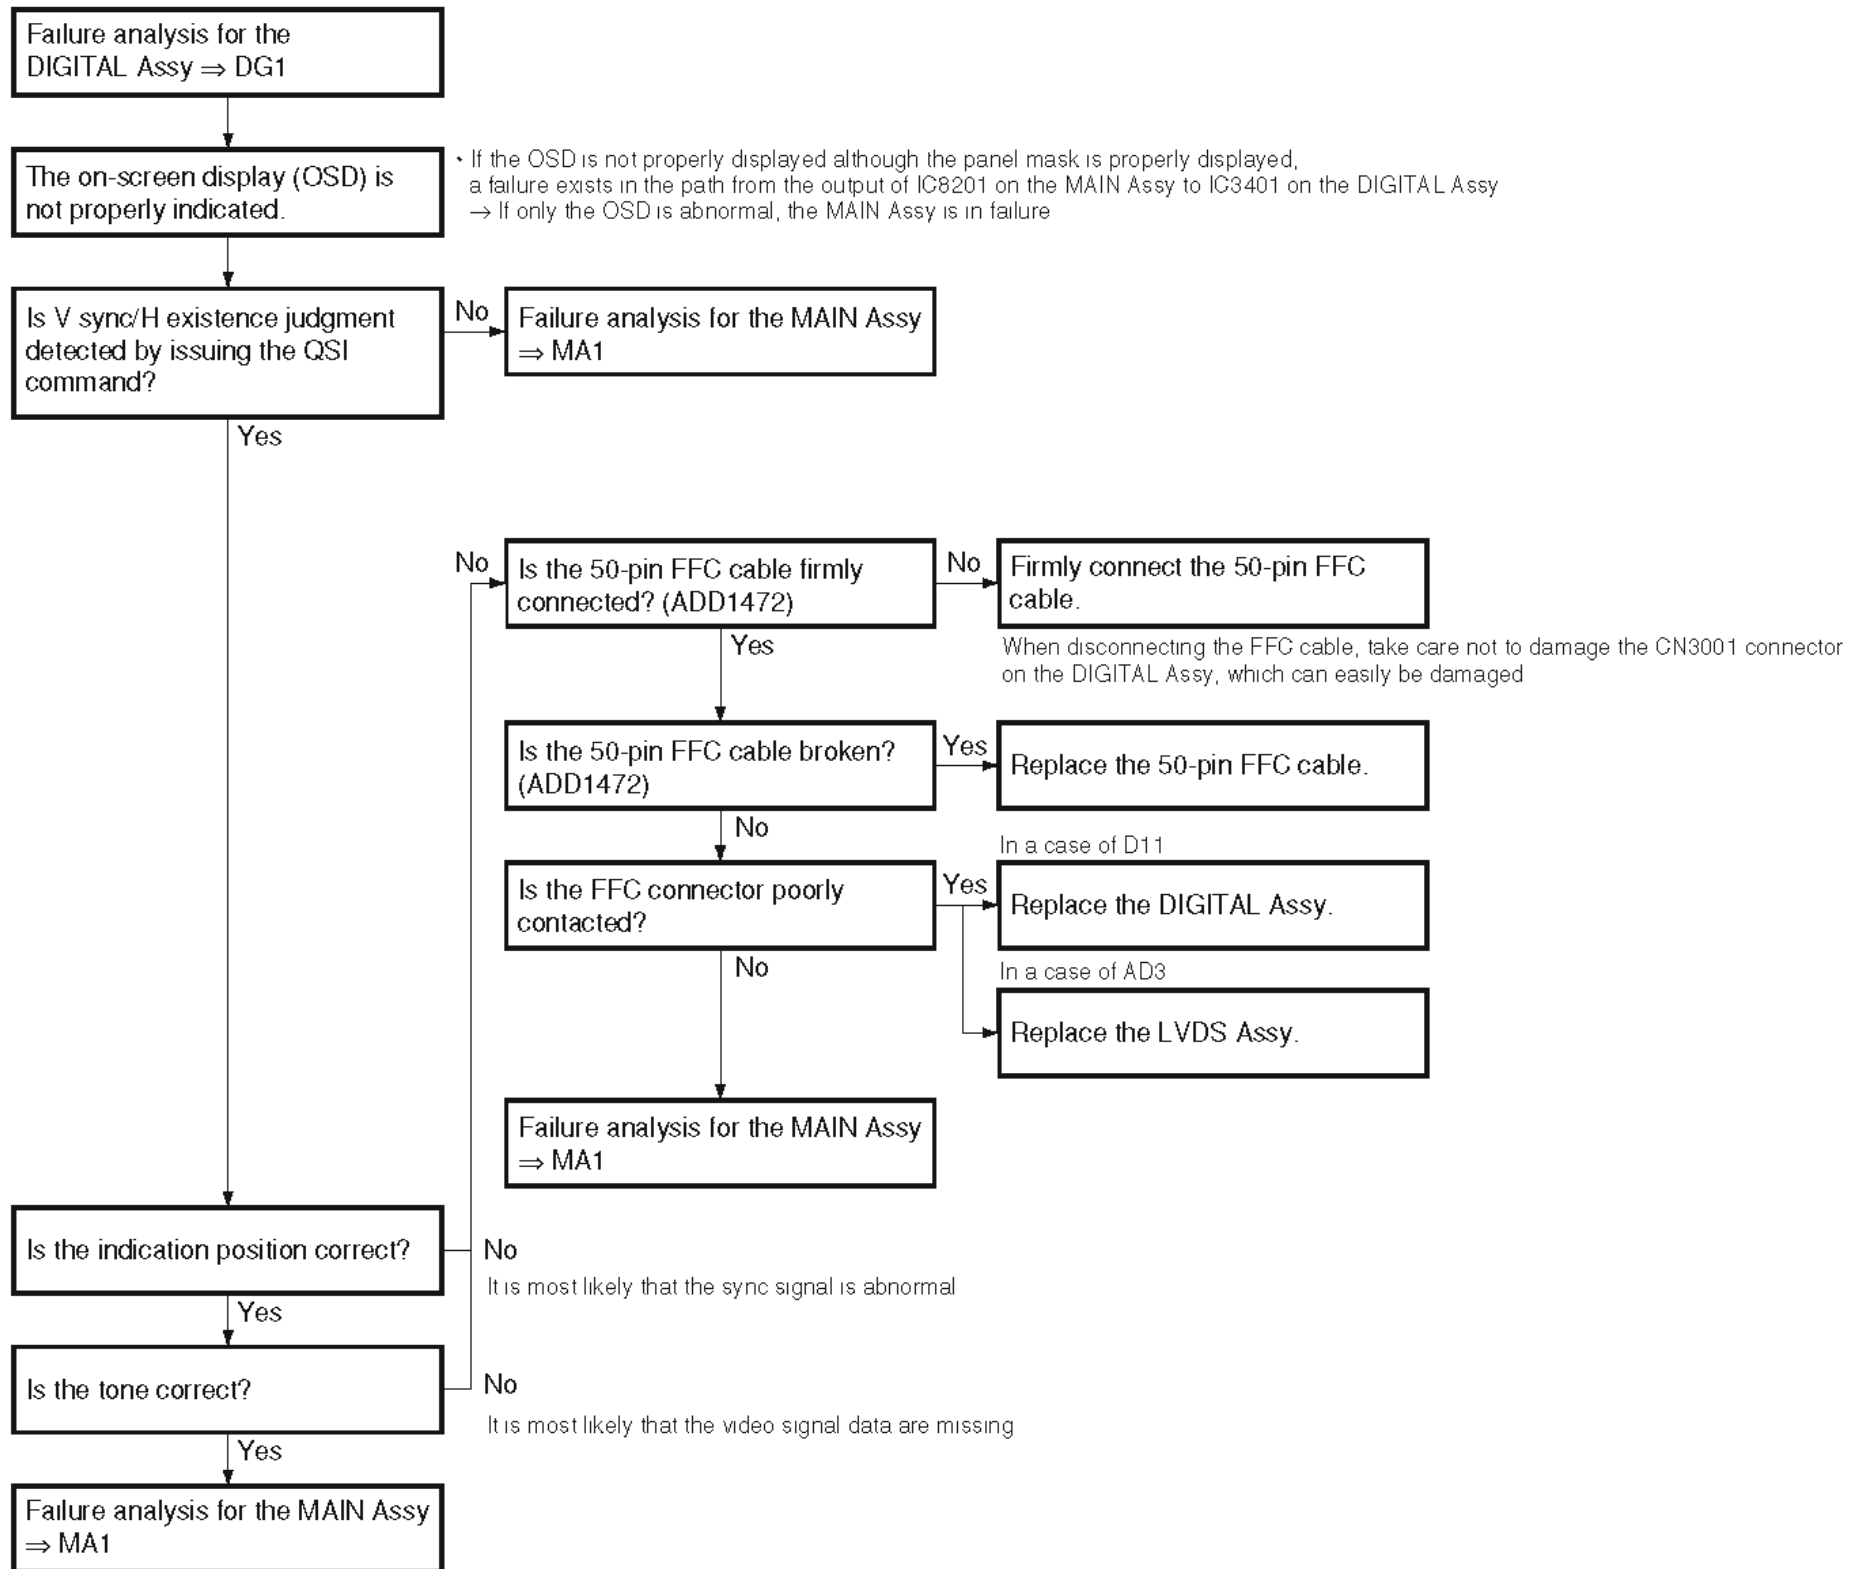 Failure analysis for the
DIGITAL Assy ⇒ DG1
The on-screen display (OSD) is
not properly indicated.
• If the OSD is not properly displayed although the panel mask is properly displayed,
a failure exists in the path from the output of IC8201 on the MAIN Assy to IC3401 on the DIGITAL Assy
→ If only the OSD is abnormal, the MAIN Assy is in failure
Is V sync/H existence judgment
detected by issuing the QSI
command?
No
Failure analysis for the MAIN Assy
⇒ MA1
Yes
No
Is the 50-pin FFC cable firmly
connected? (ADD1472)
No
Firmly connect the 50-pin FFC
cable.
When disconnecting the FFC cable, take care not to damage the CN3001 connector
on the DIGITAL Assy, which can easily be damaged
Yes
Is the 50-pin FFC cable broken?
(ADD1472)
Yes
Replace the 50-pin FFC cable.
No
In a case of D11
Is the FFC connector poorly
contacted?
Yes
Replace the DIGITAL Assy.
No
In a case of AD3
Replace the LVDS Assy.
Failure analysis for the MAIN Assy
⇒ MA1
Is the indication position correct?
No
It is most likely that the sync signal is abnormal
Yes
Is the tone correct?
No
It is most likely that the video signal data are missing
Yes
Failure analysis for the MAIN Assy
⇒ MA1